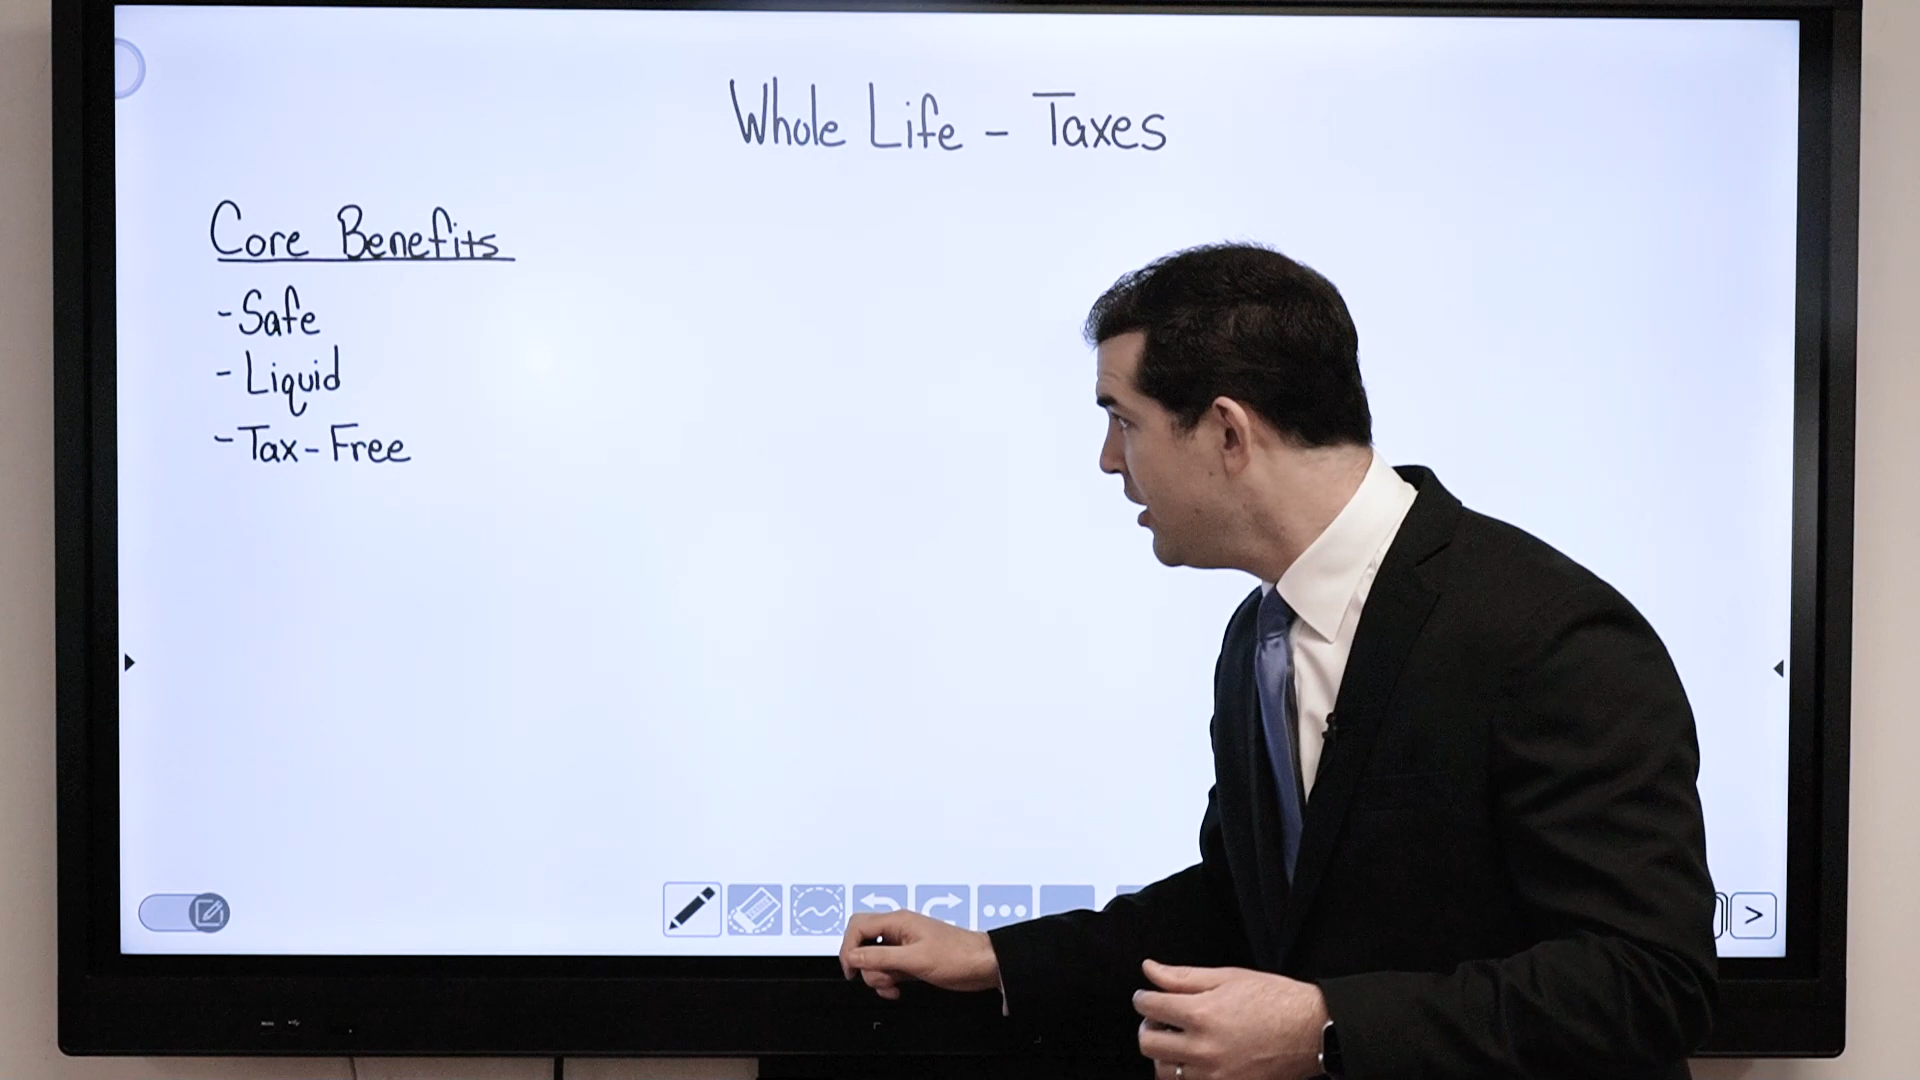 Whole Life - Taxes
Core Benefits
- Safe
- Liquid
- Tax-Free